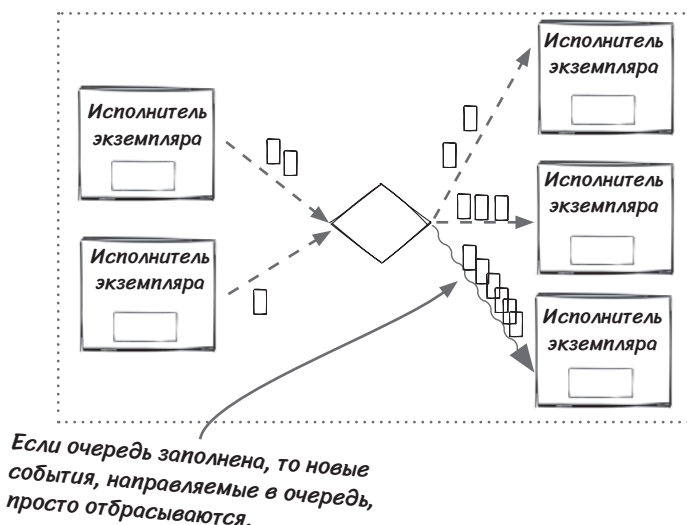 Исполнитель
экземпляра
Исполнитель
экземпляра
Исполнитель
экземпляра
Исполнитель
экземпляра
Исполнитель
экземпляра
Если очередь заполнена, то новые
события, направляемые в очередь,
просто отбрасываются.